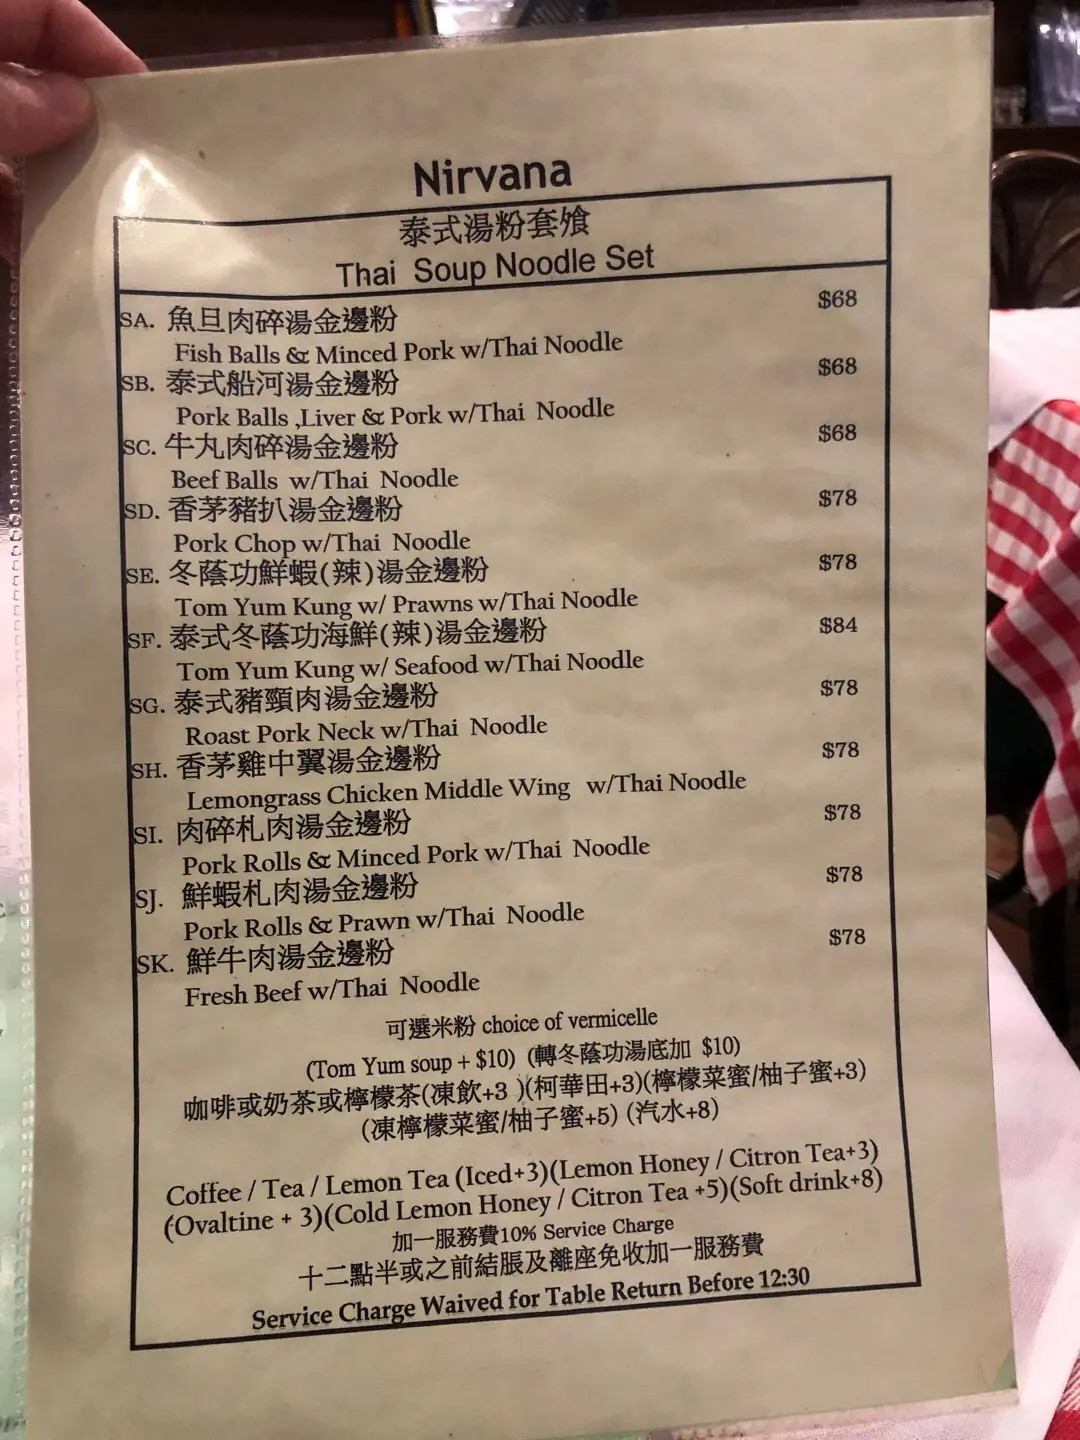 Nirvana
泰式湯粉套飧
Thai Soup Noodle Set
SA. 魚旦肉碎湯金邊粉 $68
Fish Balls & Minced Pork w/Thai Noodle
SB. 泰式船河湯金邊粉 $68
Pork Balls ,Liver & Pork w/Thai Noodle
SC. 牛丸肉碎湯金邊粉 $68
Beef Balls w/Thai Noodle
SD. 香茅豬扒湯金邊粉 $78
Pork Chop w/Thai Noodle
SE. 冬蔭功鮮蝦(辣)湯金邊粉 $78
Tom Yum Kung w/ Prawns w/Thai Noodle
SF. 泰式冬蔭功海鮮(辣)湯金邊粉 $84
Tom Yum Kung w/ Seafood w/Thai Noodle
SG. 泰式豬頸肉湯金邊粉 $78
Roast Pork Neck w/Thai Noodle
SH. 香茅雞中翼湯金邊粉 $78
Lemongrass Chicken Middle Wing w/Thai Noodle
SI. 肉碎札肉湯金邊粉 $78
Pork Rolls & Minced Pork w/Thai Noodle
SJ. 鮮蝦札肉湯金邊粉 $78
Pork Rolls & Prawn w/Thai Noodle
SK. 鮮牛肉湯金邊粉 $78
Fresh Beef w/Thai Noodle
可選米粉 choice of vermicelle
(Tom Yum soup + $10) (轉冬蔭功湯底加 $10)
咖啡或奶茶或檸檬茶(凍飲+3 )(柯華田+3)(檸檬菜蜜/柚子蜜+3)
(凍檸檬菜蜜/柚子蜜+5) (汽水+8)
Coffee / Tea / Lemon Tea (Iced+3)(Lemon Honey / Citron Tea+3)
(Ovaltine + 3)(Cold Lemon Honey / Citron Tea +5)(Soft drink+8)
加一服務費10% Service Charge
十二點半或之前結脹及離座免收加一服務費
Service Charge Waived for Table Return Before 12:30